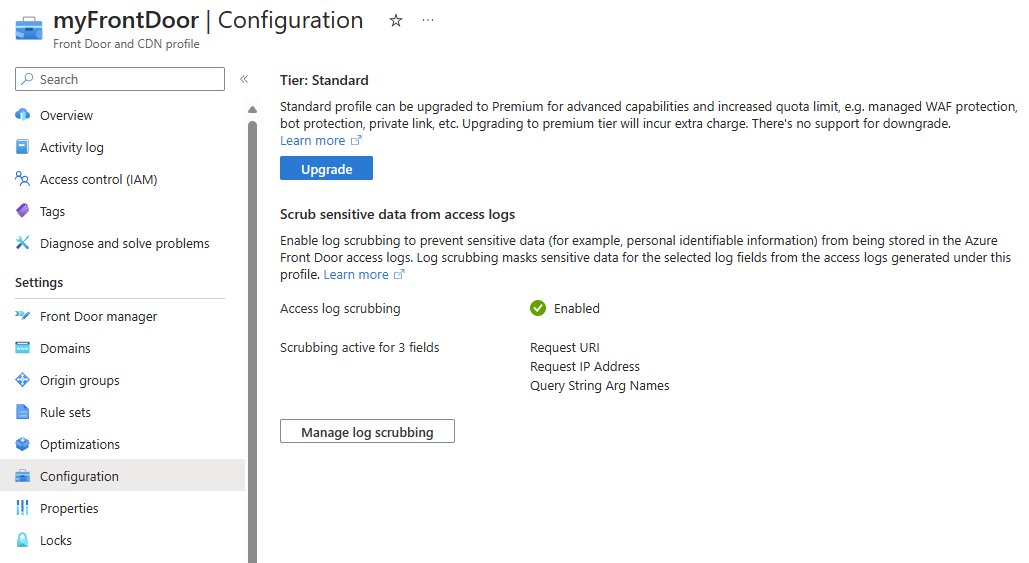 myFrontDoor | Configuration
Front Door and CDN profile
Search
Overview
Activity log
Access control (IAM)
Tags
Diagnose and solve problems
Settings
Front Door manager
Domains
Origin groups
Rule sets
Optimizations
Configuration
Properties
Locks
Tier: Standard
Standard profile can be upgraded to Premium for advanced capabilities and increased quota limit, e.g. managed WAF protection,
bot protection, private link, etc. Upgrading to premium tier will incur extra charge. There's no support for downgrade.
Learn more
Upgrade
Scrub sensitive data from access logs
Enable log scrubbing to prevent sensitive data (for example, personal identifiable information) from being stored in the Azure
Front Door access logs. Log scrubbing masks sensitive data for the selected log fields from the access logs generated under this
profile. Learn more
Access log scrubbing Enabled
Scrubbing active for 3 fields Request URI
Request IP Address
Query String Arg Names
Manage log scrubbing